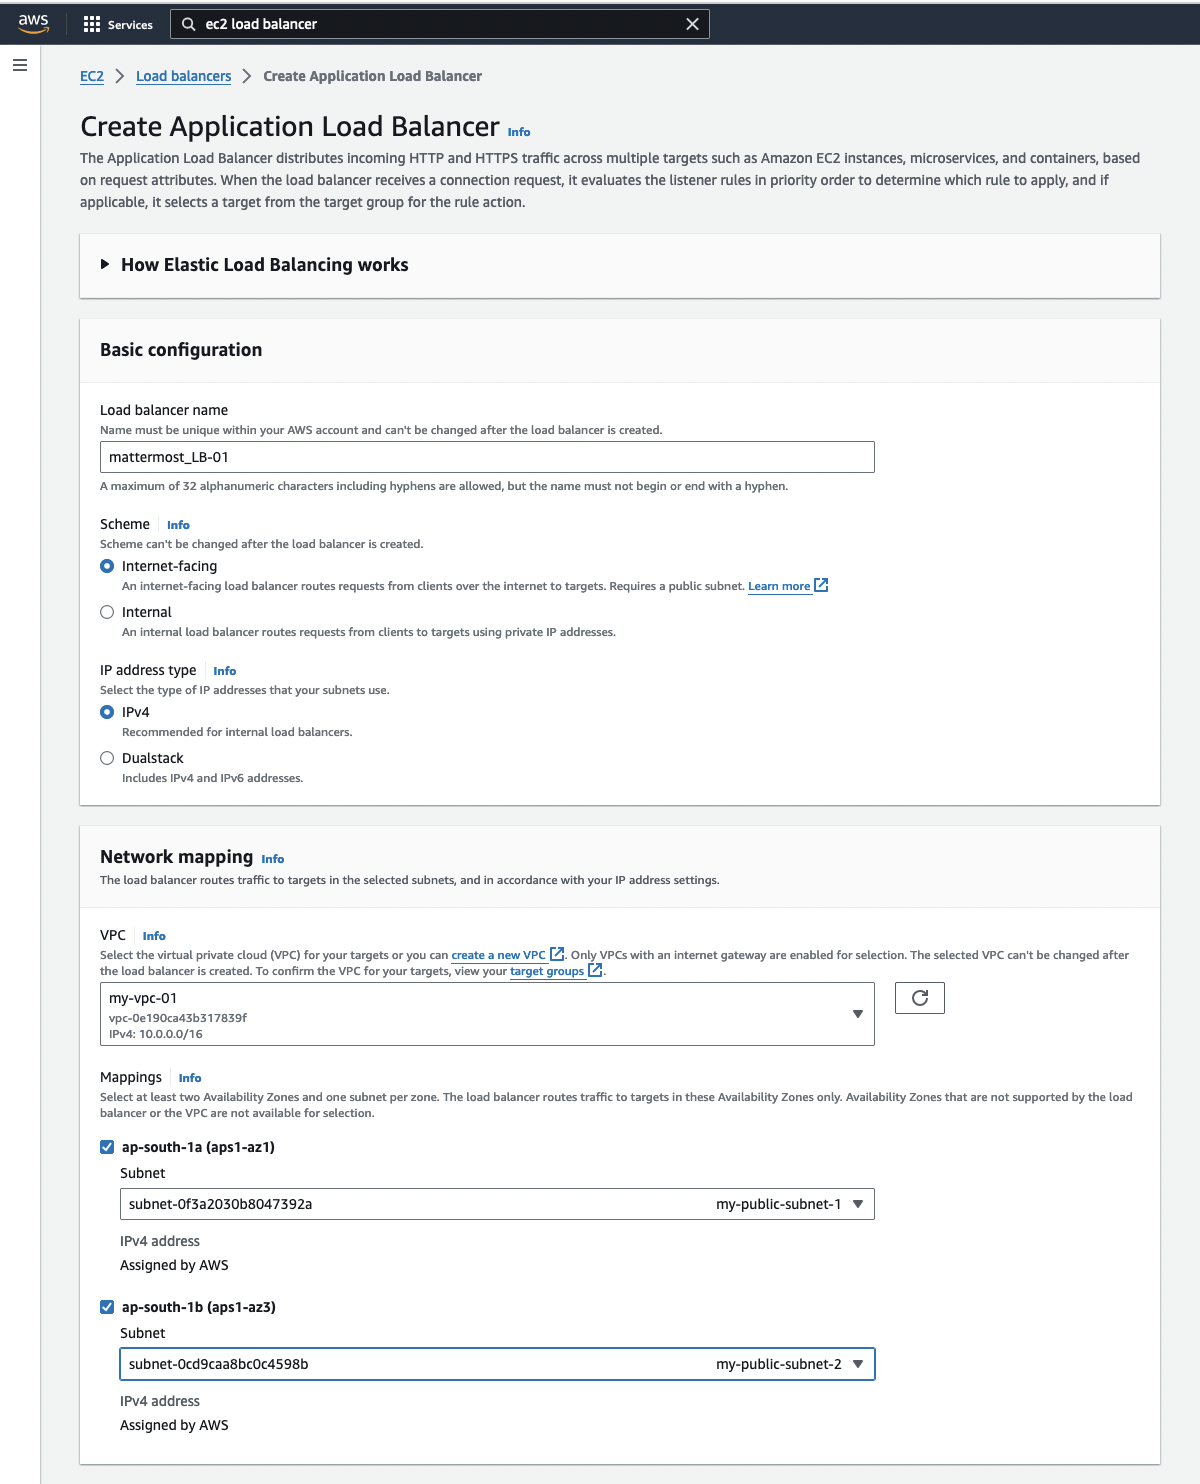 aws
Services
ec2 load balancer
EC2 > Load balancers > Create Application Load Balancer
Create Application Load Balancer Info
The Application Load Balancer distributes incoming HTTP and HTTPS traffic across multiple targets such as Amazon EC2 instances, microservices, and containers, based
on request attributes. When the load balancer receives a connection request, it evaluates the listener rules in priority order to determine which rule to apply, and if
applicable, it selects a target from the target group for the rule action.
How Elastic Load Balancing works
Basic configuration
Load balancer name
Name must be unique within your AWS account and can't be changed after the load balancer is created.
mattermost_LB-01
A maximum of 32 alphanumeric characters including hyphens are allowed, but the name must not begin or end with a hyphen.
Scheme Info
Scheme can't be changed after the load balancer is created.
Internet-facing
An internet-facing load balancer routes requests from clients over the internet to targets. Requires a public subnet. Learn more
Internal
An internal load balancer routes requests from clients to targets using private IP addresses.
IP address type Info
Select the type of IP addresses that your subnets use.
IPv4
Recommended for internal load balancers.
Dualstack
Includes IPv4 and IPv6 addresses.
Network mapping Info
The load balancer routes traffic to targets in the selected subnets, and in accordance with your IP address settings.
VPC Info
Select the virtual private cloud (VPC) for your targets or you can create a new VPC. Only VPCs with an internet gateway are enabled for selection. The selected VPC can't be changed after
the load balancer is created. To confirm the VPC for your targets, view your target groups.
my-vpc-01
vpc-0e190ca43b317839f
IPv4: 10.0.0.0/16
Mappings Info
Select at least two Availability Zones and one subnet per zone. The load balancer routes traffic to targets in these Availability Zones only. Availability Zones that are not supported by the load
balancer or the VPC are not available for selection.
ap-south-1a (aps1-az1)
Subnet
subnet-0f3a2030b8047392a my-public-subnet-1
IPv4 address
Assigned by AWS
ap-south-1b (aps1-az3)
Subnet
subnet-0cd9caa8bc0c4598b my-public-subnet-2
IPv4 address
Assigned by AWS